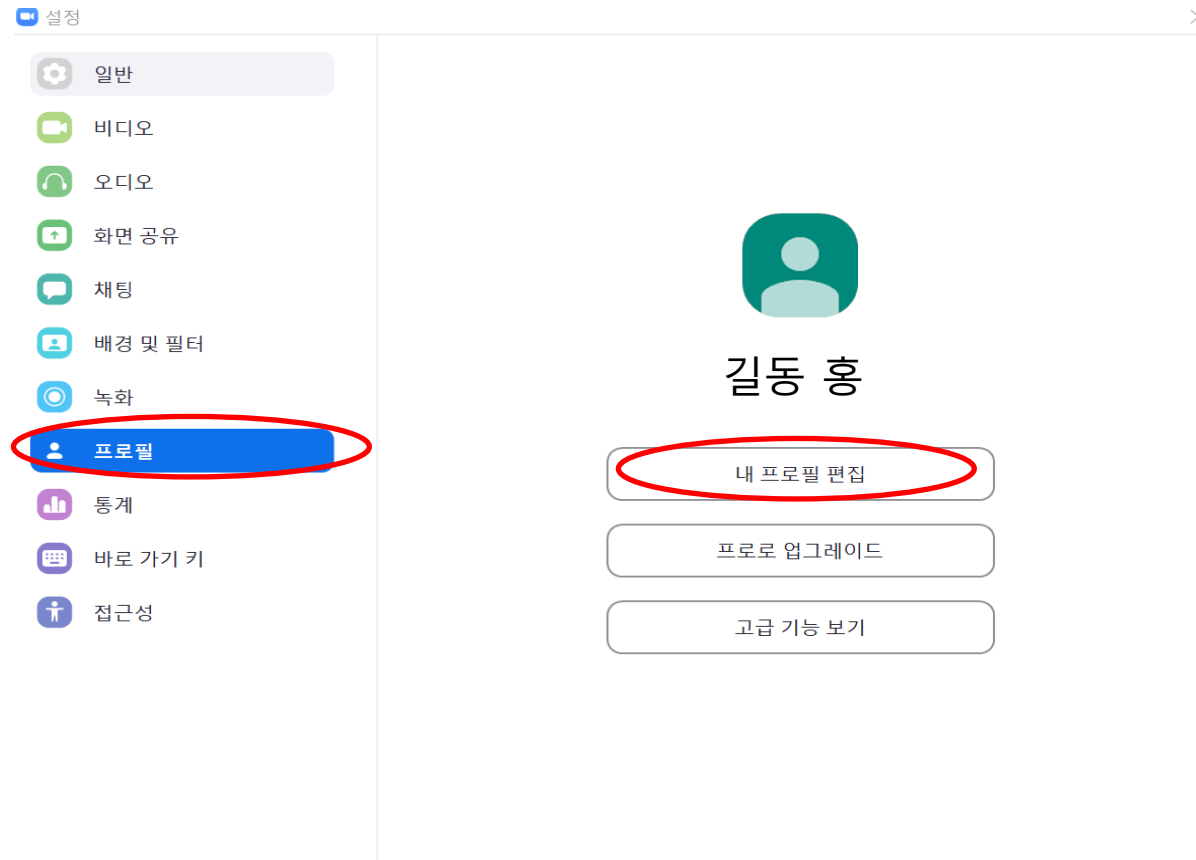 설정
일반
비디오
오디오
화면 공유
채팅
배경 및 필터
녹화
프로필
통계
바로 가기 키
접근성
길동 홍
내 프로필 편집
프로로 업그레이드
고급 기능 보기